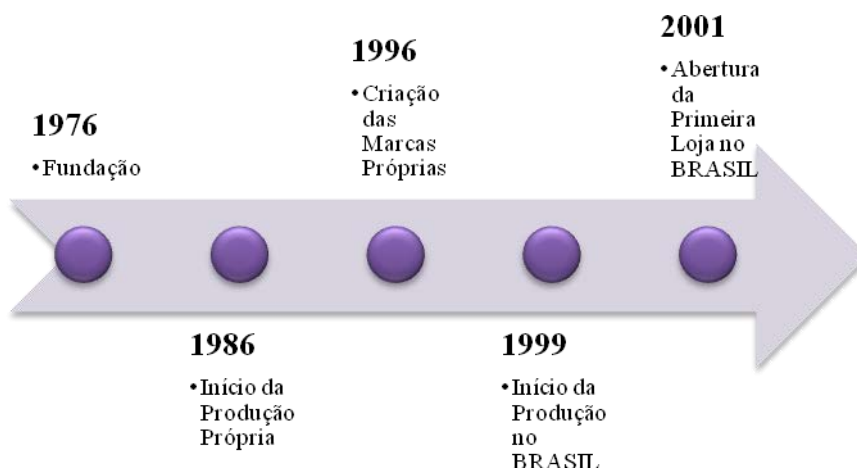 1976
•Fundação
1986
•Início da
Produção
Própria
1996
•Criação
das
Marcas
Próprias
1999
•Início da
Produção
no
BRASIL
2001
•Abertura
da
Primeira
Loja no
BRASIL